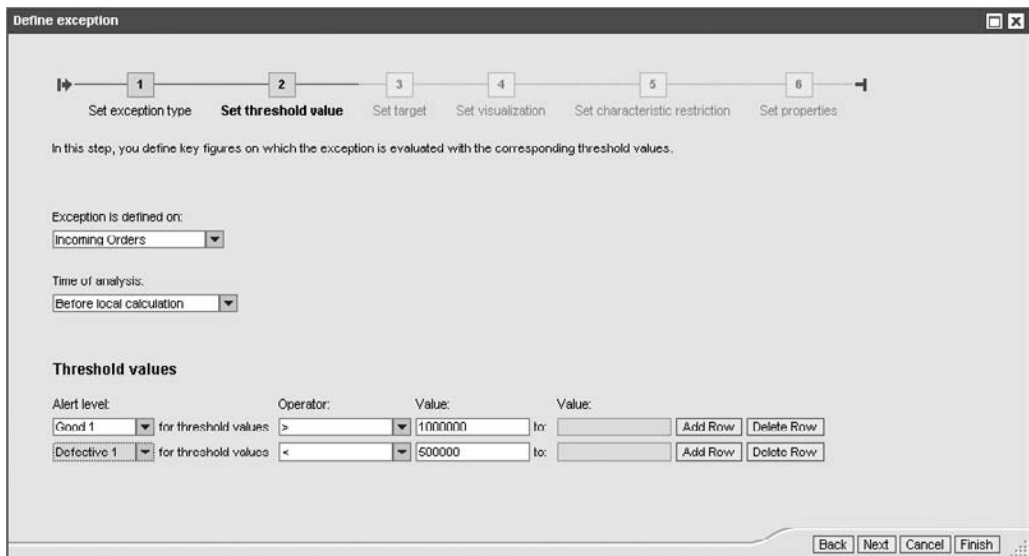 Define exception
1 2 3 4 5 6
Set exception type Set threshold value Set target Set visualization Set characteristic restriction Set properties
In this step, you define key figures on which the exception is evaluated with the corresponding threshold values.
Exception is defined on:
Incoming Orders
Time of analysis:
Before local calculation
Threshold values
Alert level: Operator: Value: Value:
Good 1 for threshold values > 1000000 to: Add Row Delete Row
Defective 1 for threshold values < 500000 to: Add Row Delete Row
Back Next Cancel Finish